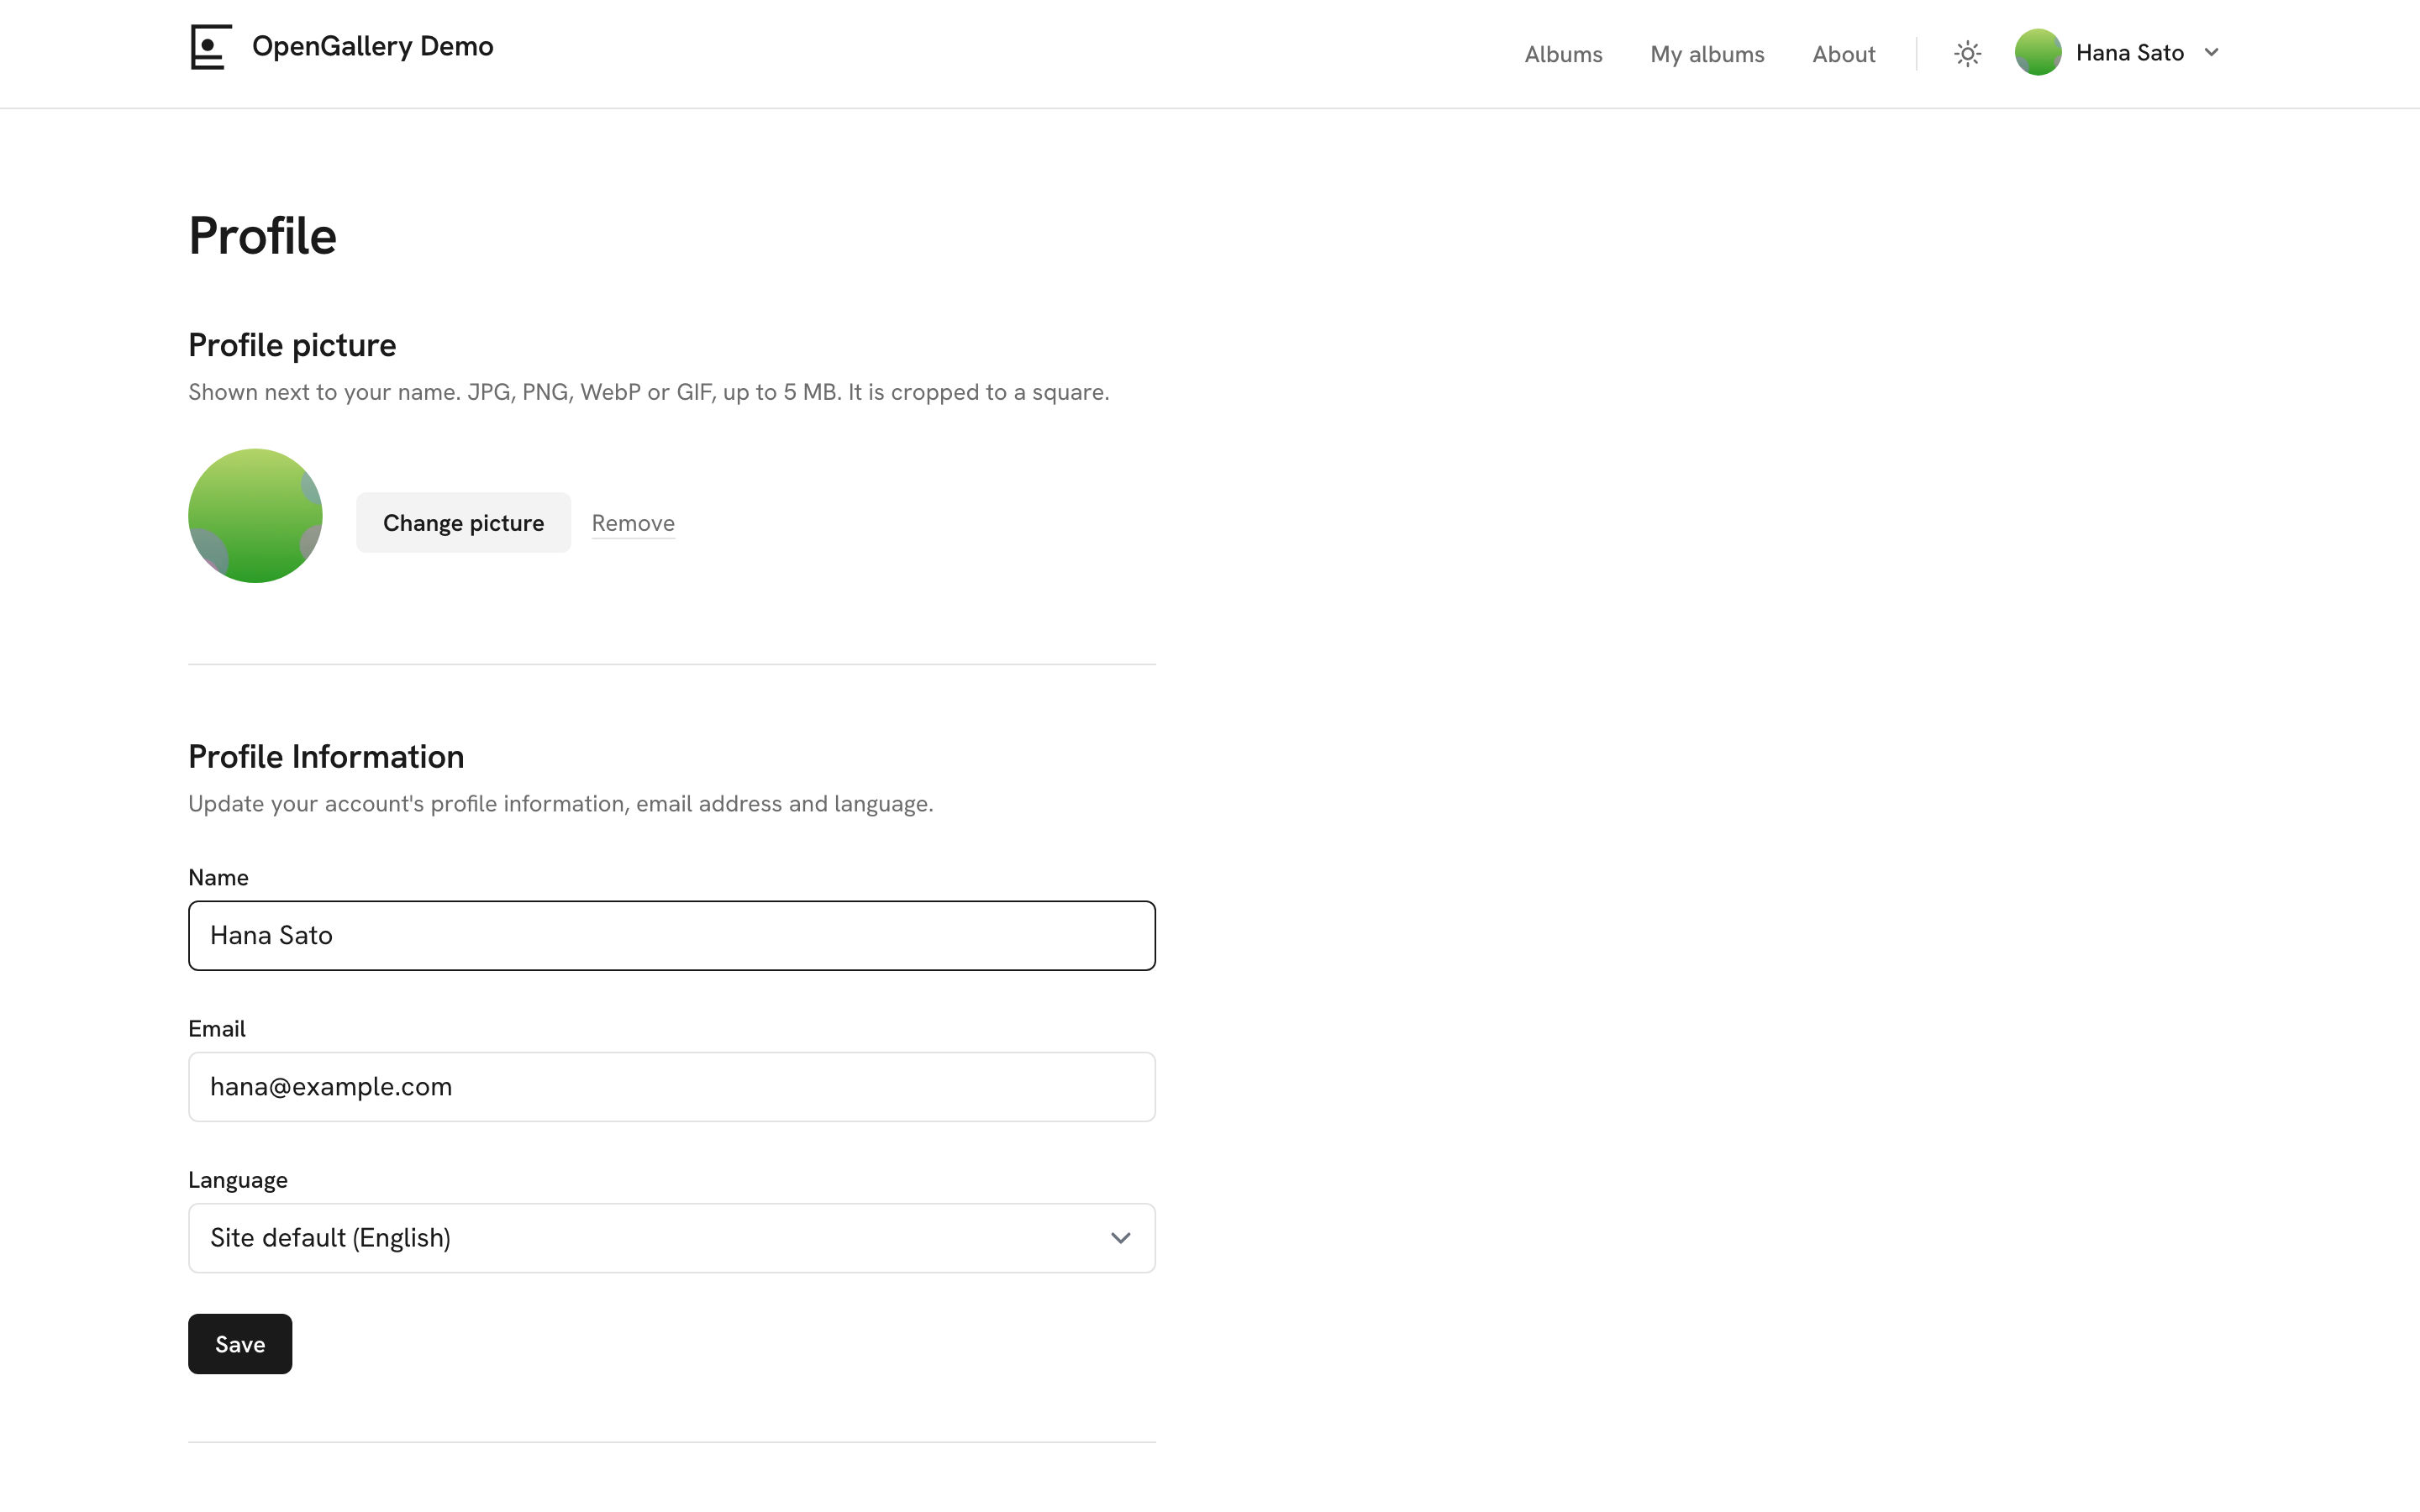 OpenGallery Demo
Albums My albums About Hana Sato
Profile
Profile picture
Shown next to your name. JPG, PNG, WebP or GIF, up to 5 MB. It is cropped to a square.
Change picture Remove
Profile Information
Update your account's profile information, email address and language.
Name
Hana Sato
Email
hana@example.com
Language
Site default (English)
Save